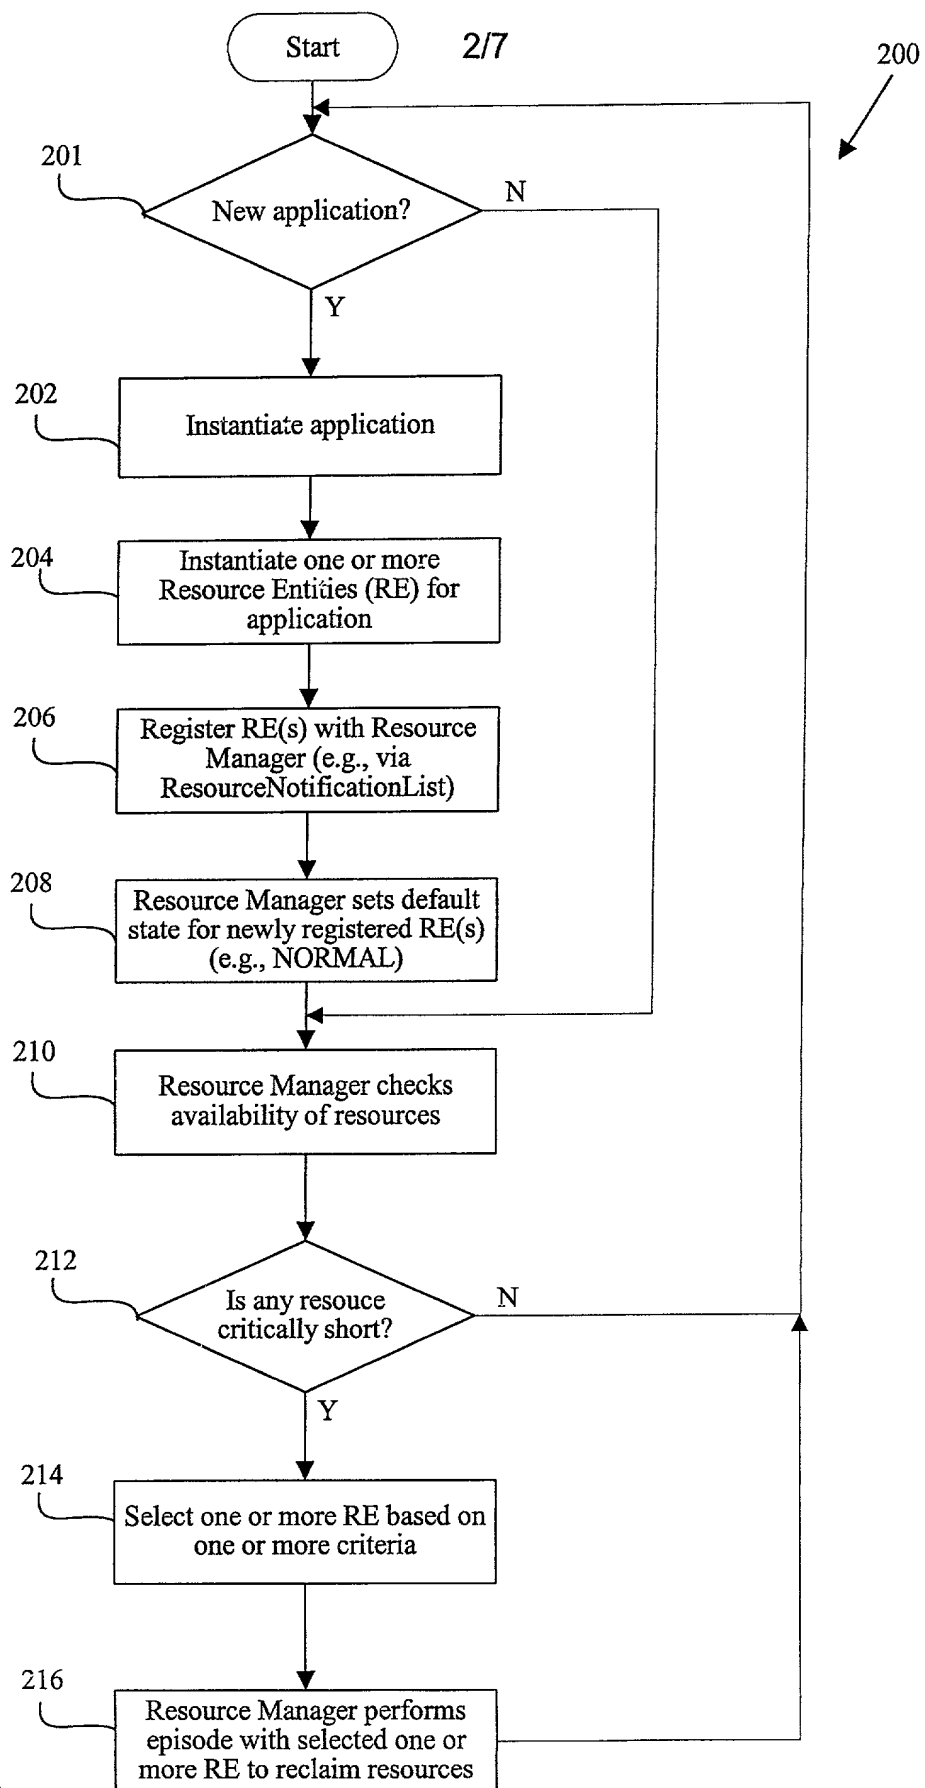 Start
2/7
200
201
New application?
N
Y
202
Instantiate application
204
Instantiate one or more
Resource Entities (RE) for
application
206
Register RE(s) with Resource
Manager (e.g., via
ResourceNotificationList)
208
Resource Manager sets default
state for newly registered RE(s)
(e.g., NORMAL)
210
Resource Manager checks
availability of resources
212
Is any resouce
critically short?
N
Y
214
Select one or more RE based on
one or more criteria
216
Resource Manager performs
episode with selected one or
more RE to reclaim resources